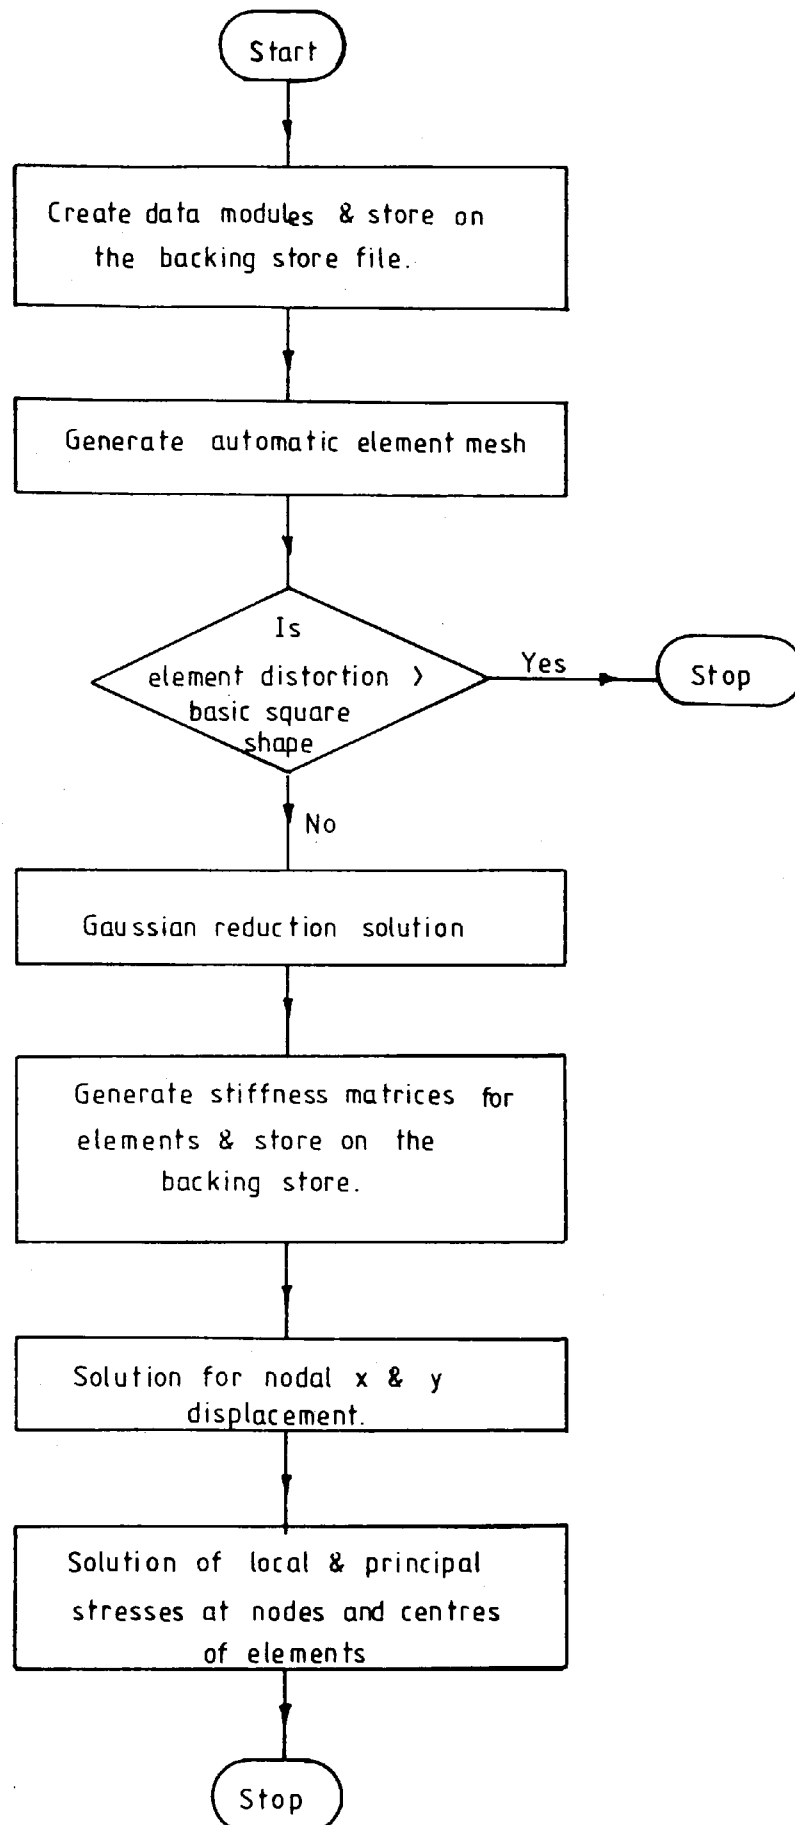 Start
Create data modules & store on
the backing store file.
Generate automatic element mesh
Is
element distortion >
basic square
shape
Yes
Stop
No
Gaussian reduction solution
Generate stiffness matrices for
elements & store on the
backing store.
Solution for nodal x & y
displacement.
Solution of local & principal
stresses at nodes and centres
of elements
Stop